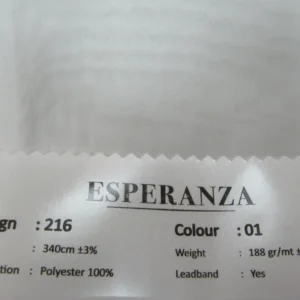 ESPERANZA
gn : 216 Colour : 01
: 340cm ±3% Weight : 188 gr/mt ±
tion : Polyester 100% Leadband : Yes